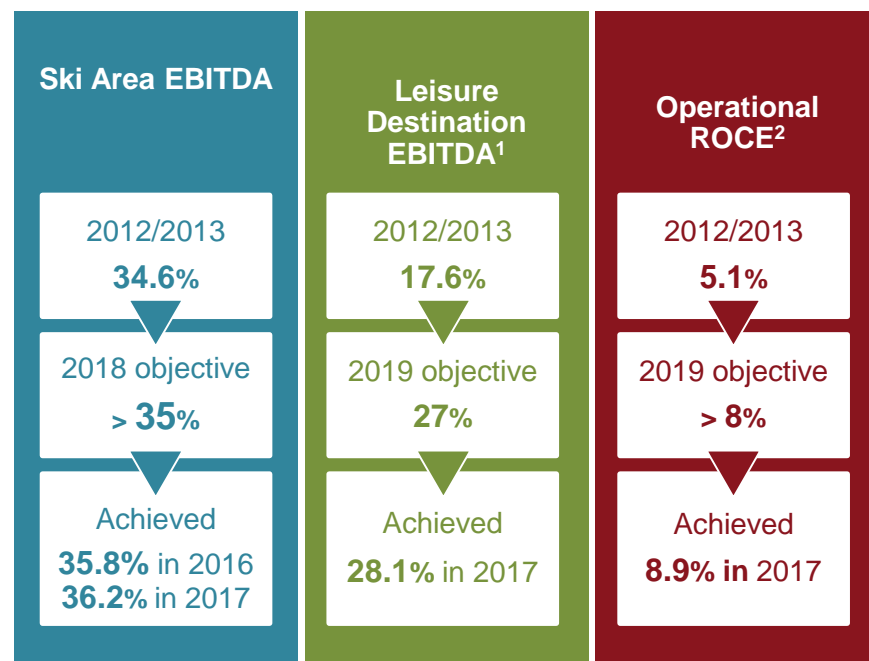 Ski Area EBITDA
2012/2013
34.6%
2018 objective
> 35%
Achieved
35.8% in 2016
36.2% in 2017
Leisure
Destination
EBITDA¹
2012/2013
17.6%
2019 objective
27%
Achieved
28.1% in 2017
Operational
ROCE²
2012/2013
5.1%
2019 objective
> 8%
Achieved
8.9% in 2017